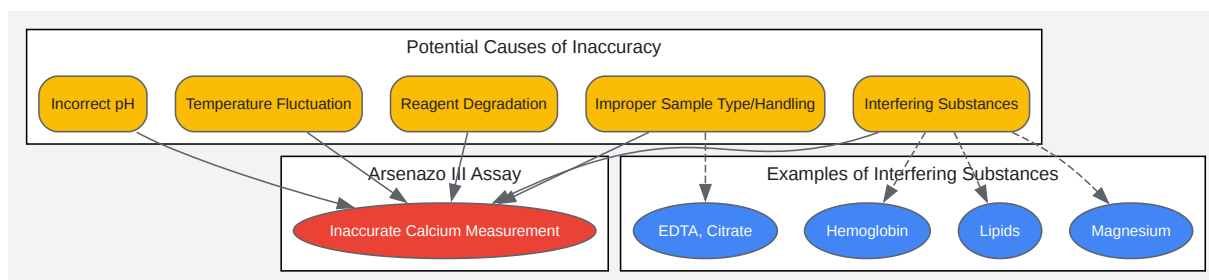 Potential Causes of Inaccuracy
Incorrect pH
Temperature Fluctuation
Reagent Degradation
Improper Sample Type/Handling
Interfering Substances
Arsenazo III Assay
Examples of Interfering Substances
Inaccurate Calcium Measurement
EDTA, Citrate
Hemoglobin
Lipids
Magnesium